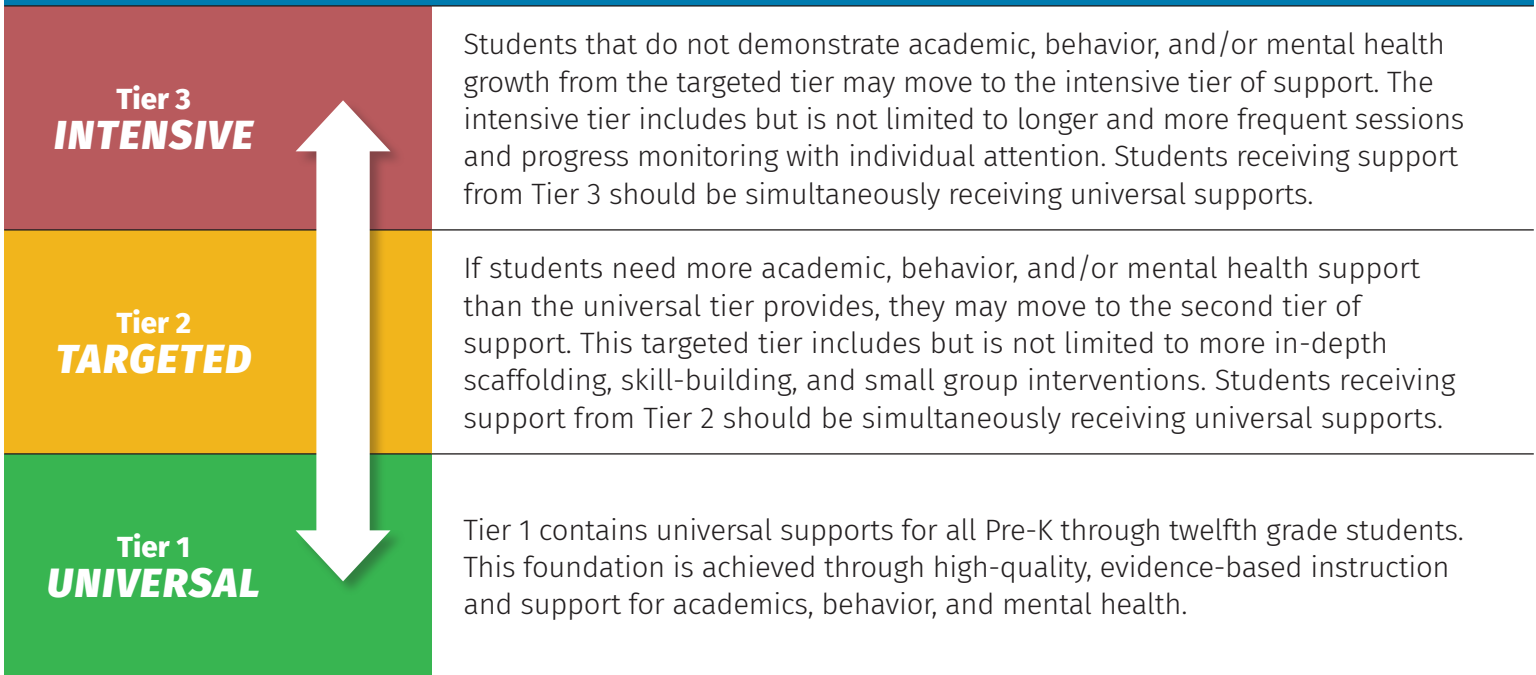 Tier 3
INTENSIVE
Students that do not demonstrate academic, behavior, and/or mental health
growth from the targeted tier may move to the intensive tier of support. The
intensive tier includes but is not limited to longer and more frequent sessions
and progress monitoring with individual attention. Students receiving support
from Tier 3 should be simultaneously receiving universal supports.
Tier 2
TARGETED
If students need more academic, behavior, and/or mental health support
than the universal tier provides, they may move to the second tier of
support. This targeted tier includes but is not limited to more in-depth
scaffolding, skill-building, and small group interventions. Students receiving
support from Tier 2 should be simultaneously receiving universal supports.
Tier 1
UNIVERSAL
Tier 1 contains universal supports for all Pre-K through twelfth grade students.
This foundation is achieved through high-quality, evidence-based instruction
and support for academics, behavior, and mental health.